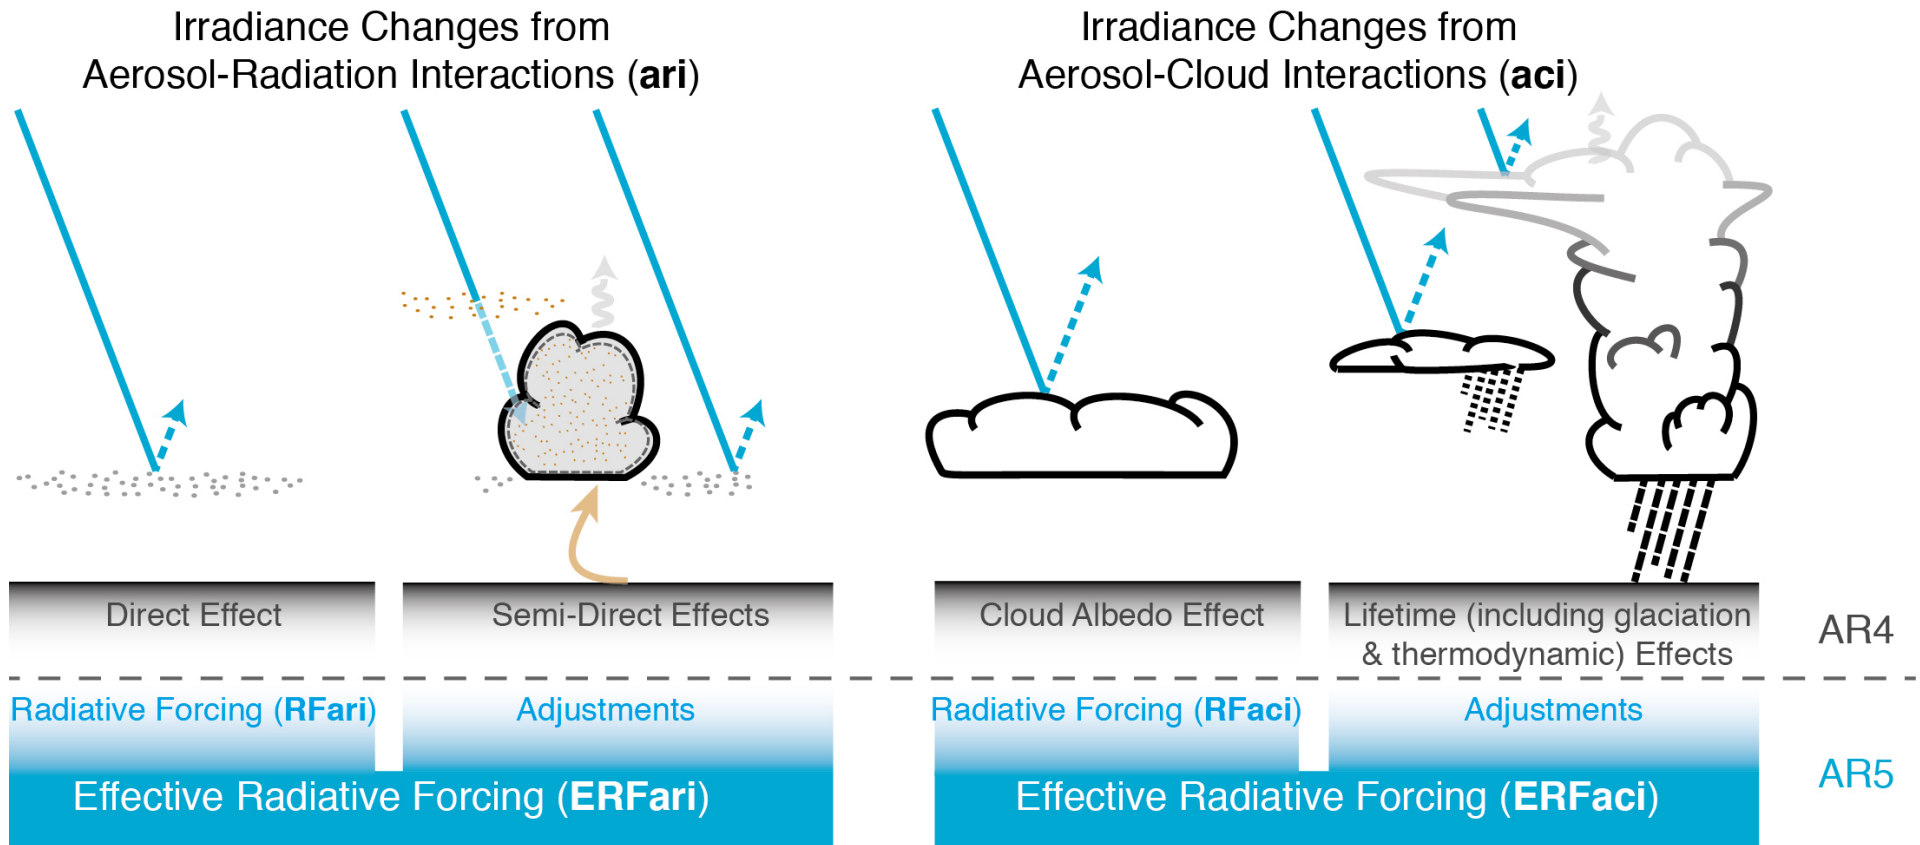 Irradiance Changes from
Aerosol-Radiation Interactions (ari)
Irradiance Changes from
Aerosol-Cloud Interactions (aci)
Direct Effect
Semi-Direct Effects
Cloud Albedo Effect
Lifetime (including glaciation
& thermodynamic) Effects
AR4
Radiative Forcing (RFari)
Adjustments
Radiative Forcing (RFaci)
Adjustments
Effective Radiative Forcing (ERFari)
Effective Radiative Forcing (ERFaci)
AR5